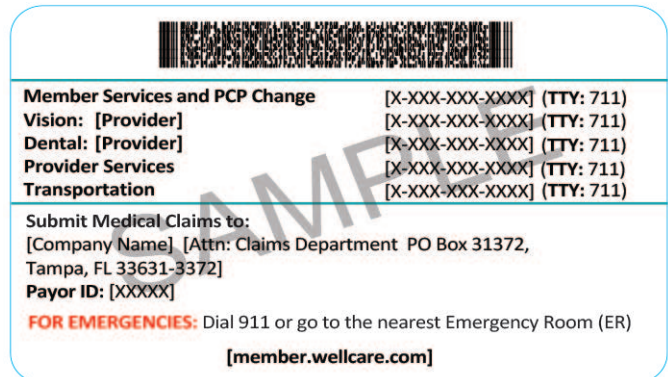 Member Services and PCP Change [X-XXX-XXX-XXXX] (TTY: 711)
Vision: [Provider] [X-XXX-XXX-XXXX] (TTY: 711)
Dental: [Provider] [X-XXX-XXX-XXXX] (TTY: 711)
Provider Services [X-XXX-XXX-XXXX] (TTY: 711)
Transportation [X-XXX-XXX-XXXX] (TTY: 711)
SAMPLE
Submit Medical Claims to:
[Company Name] [Attn: Claims Department PO Box 31372,
Tampa, FL 33631-3372]
Payor ID: [XXXXX]
FOR EMERGENCIES: Dial 911 or go to the nearest Emergency Room (ER)
[member.wellcare.com]